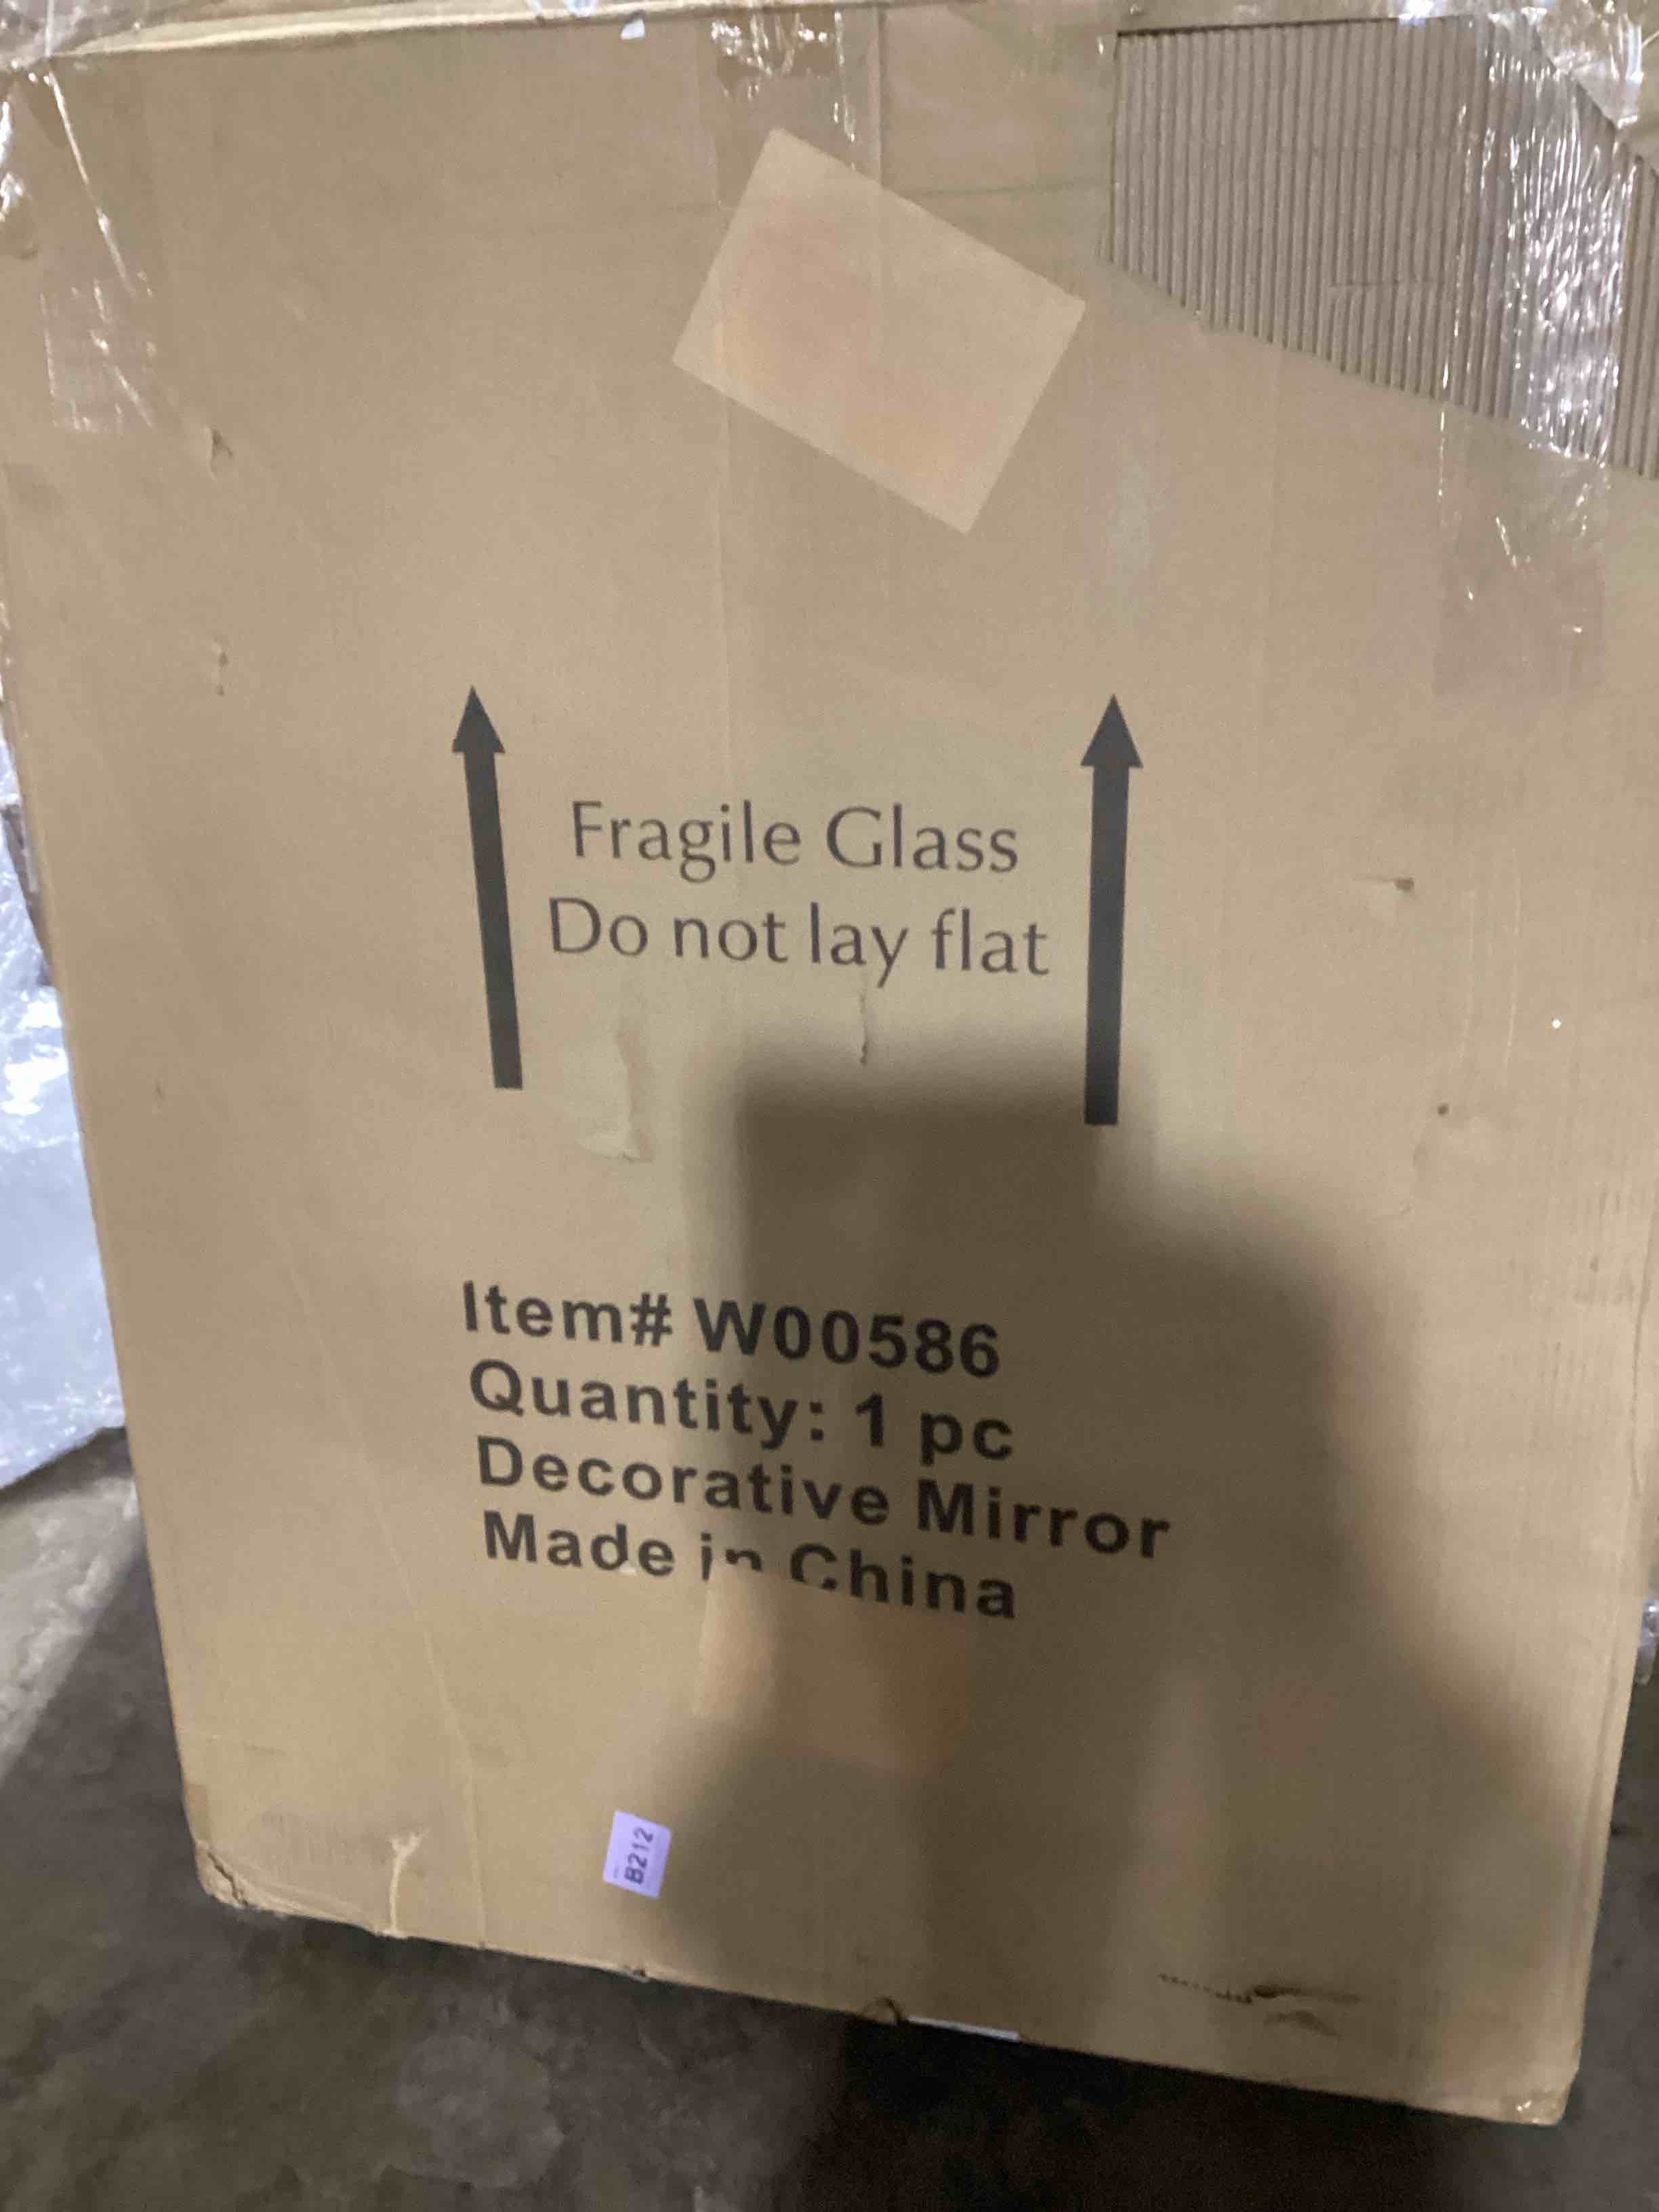 Fragile Glass
Do not lay flat
Item# W00586
Quantity: 1 pc
Decorative Mirror
Made in China
B212